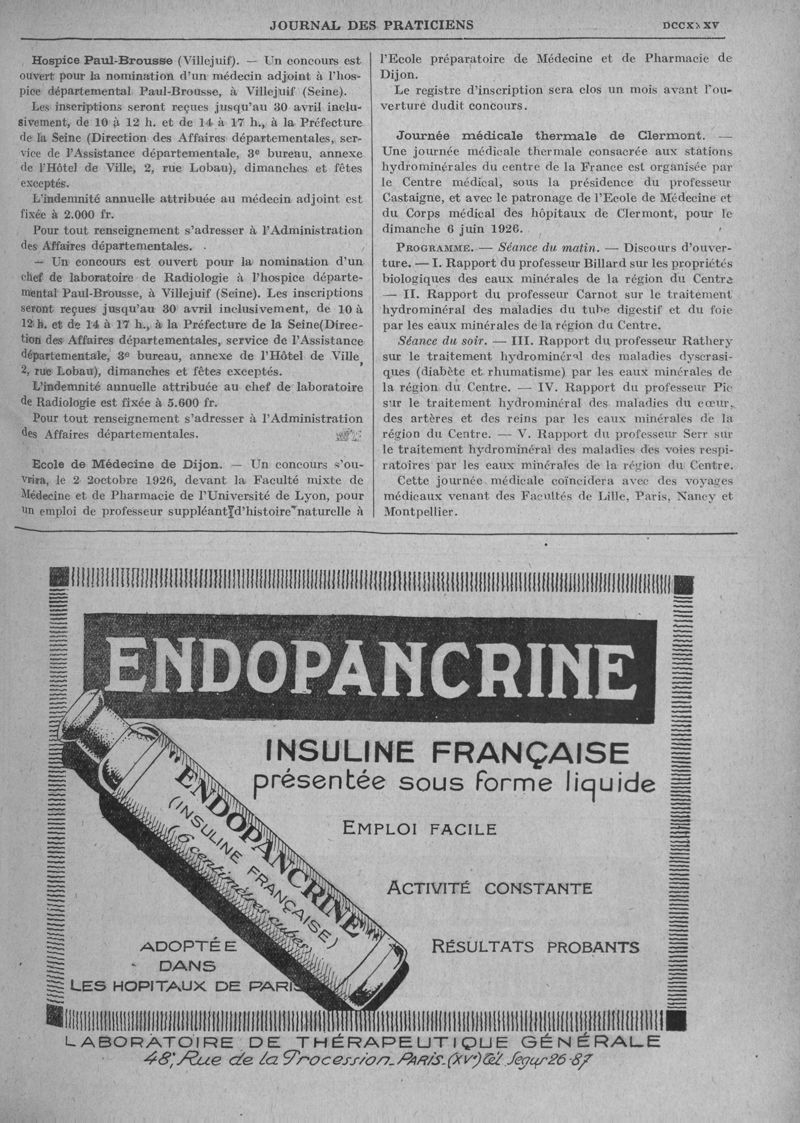 JOURNAL DES PRATICIENS
Hospice Paul-Brousse (Villejuif). — Un concours est
ouvert pour la nomination d'un médecin adjoint à l'hos-
pice départemental Paul-Brousse, à Villejuif (Seine).
Les inscriptions seront reçues jusqu'au 30 avril inclu-
sivement, de 10 à 12 h. et de 14 à 17 h., à la Préfecture
de la Seine (Direction des Affaires départementales, ser-
vice de l'Assistance départementale, 3e bureau, annexe
de l'Hôtel de Ville, 2, rue Lobau), dimanches et fêtes
exceptés.
L'indemnité annuelle attribuée au médecin adjoint est
fixée à 2.000 fr.
Pour tout renseignement s'adresser à l'Administration
des Affaires départementales.
— Un concours est ouvert pour la nomination d'un
chef de laboratoire de Radiologie à l'hospice départe-
mental Paul-Brousse, à Villejuif (Seine). Les inscriptions
seront reçues jusqu'au 30 avril inclusivement, de 10 à
12 h. et de 14 à 17 h., à la Préfecture de la Seine(Direc-
tion des Affaires départementales, service de l'Assistance
départementale, 3e bureau, annexe de l'Hôtel de Ville,
2, rue Lobau), dimanches et fêtes exceptés.
L'indemnité annuelle attribuée au chef de laboratoire
de Radiologie est fixée à 5.600 fr.
Pour tout renseignement s'adresser à l'Administration
des Affaires départementales.
Ecole de Médecine de Dijon. — Un concours s'ou-
vrira, le 2 2octobre 1926, devant la Faculté mixte de
Médecine et de Pharmacie de l'Université de Lyon, pour
un emploi de professeur suppléant d'histoire naturelle à
l'Ecole préparatoire de Médecine et de Pharmacie de
Dijon.
Le registre d'inscription sera clos un mois avant l'ou-
verture dudit concours.
Journée médicale thermale de Clermont. —
Une journée médicale thermale consacrée aux stations
hydrominérales du centre de la France est organisée par
le Centre médical, sous la présidence du professeur
Castaigne, et avec le patronage de l'Ecole de Médecine et
du Corps médical des hôpitaux de Clermont, pour le
dimanche 6 juin 1926.
PROGRAMME. — Séance du matin. — Discours d'ouver-
ture. — I. Rapport du professeur Billard sur les propriétés
biologiques des eaux minérales de la région du Centre
— II. Rapport du professeur Carnot sur le traitement
hydrominéral des maladies du tube digestif et du foie
par les eaux minérales de la région du Centre.
Séance du soir. — III. Rapport du professeur Rathery
sur le traitement hydrominéral des maladies dyscrasi-
ques (diabète et rhumatisme) par les eaux minérales de
la région du Centre. — IV. Rapport du professeur Pic
sur le traitement hydrominéral des maladies du cœur,
des artères et des reins par les eaux minérales de la
région du Centre. — V. Rapport du professeur Serr sur
le traitement hydrominéral des maladies des voies respi-
ratoires par les eaux minérales de la région du Centre.
Cette journée médicale coïncidera avec des voyages
médicaux venant des Facultés de Lille, Paris, Nancy et
Montpellier.
ENDOPANCRINE
INSULINE FRANÇAISE
présentée sous forme liquide
EMPLOI FACILE
ACTIVITÉ CONSTANTE
RÉSULTATS PROBANTS
"ENDOPANCRINE"
(INSULINE FRANÇAISE)
(6 centimètres cubes)
ADOPTÉE
DANS
LES HOPITAUX DE PARIS
LABORATOIRE DE THÉRAPEUTIQUE GÉNÉRALE
48, Rue de la Procession_PARIS_(XVe) Tél. Segur 26-87